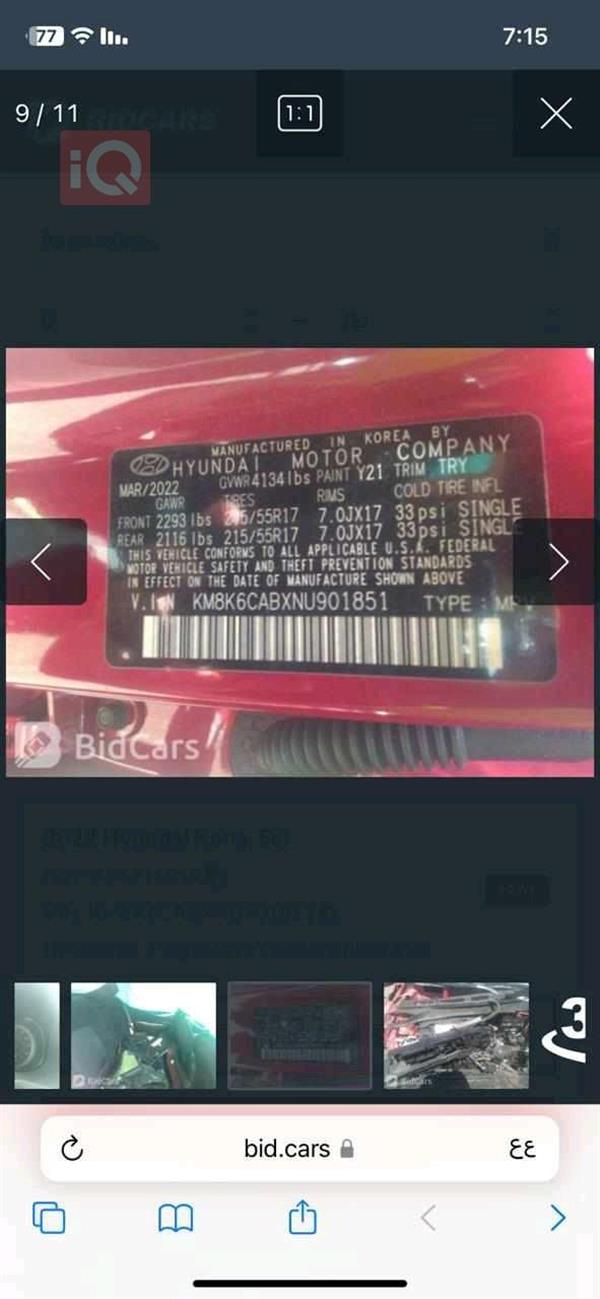 77
7:15
9 / 11
1:1
iQ
MANUFACTURED IN KOREA BY
HYUNDAI MOTOR COMPANY
MAR/2022 GVWR 4134 lbs PAINT Y21 TRIM TRY
GAWR TIRES RIMS COLD TIRE INFL
FRONT 2293 lbs 215/55R17 7.0JX17 33psi SINGLE
REAR 2116 lbs 215/55R17 7.0JX17 33psi SINGLE
THIS VEHICLE CONFORMS TO ALL APPLICABLE U.S.A. FEDERAL
MOTOR VEHICLE SAFETY AND THEFT PREVENTION STANDARDS
IN EFFECT ON THE DATE OF MANUFACTURE SHOWN ABOVE
V.I.N KM8K6CABXNU901851 TYPE : MPV
BidCars
bid.cars
عع